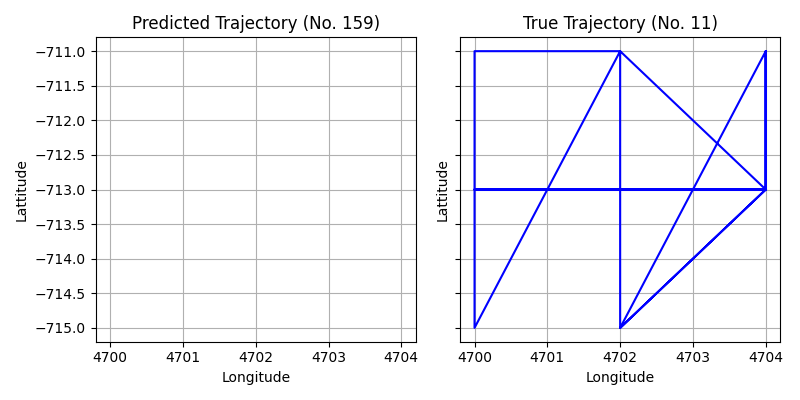 Predicted Trajectory (No. 159)
True Trajectory (No. 11)
Lattitude
−711.0
−711.5
−712.0
−712.5
−713.0
−713.5
−714.0
−714.5
−715.0
4700 4701 4702 4703 4704
Longitude
Lattitude
4700 4701 4702 4703 4704
Longitude